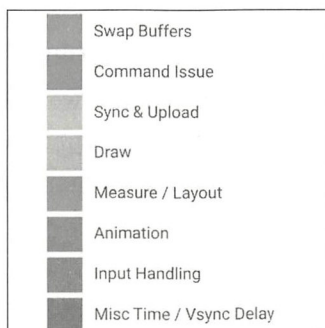 Swap Buffers
Command Issue
Sync & Upload
Draw
Measure / Layout
Animation
Input Handling
Misc Time / Vsync Delay